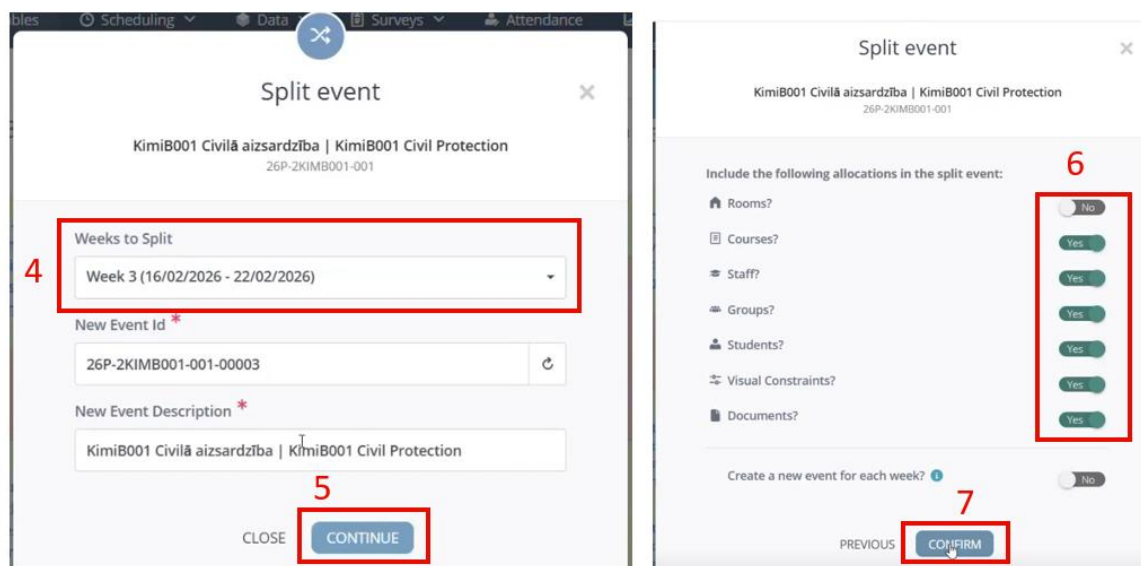 bles Scheduling Data Surveys Attendance
Split event ×
KimiB001 Civilā aizsardzība | KimiB001 Civil Protection
26P-2KIMB001-001
Weeks to Split
4
Week 3 (16/02/2026 - 22/02/2026)
New Event Id *
26P-2KIMB001-001-00003
New Event Description *
KimiB001 Civilā aizsardzība | KimiB001 Civil Protection
5
CLOSE CONTINUE
Split event ×
KimiB001 Civilā aizsardzība | KimiB001 Civil Protection
26P-2KIMB001-001
Include the following allocations in the split event:
6
Rooms? No
Courses? Yes
Staff? Yes
Groups? Yes
Students? Yes
Visual Constraints? Yes
Documents? Yes
Create a new event for each week? No
7
PREVIOUS CONFIRM